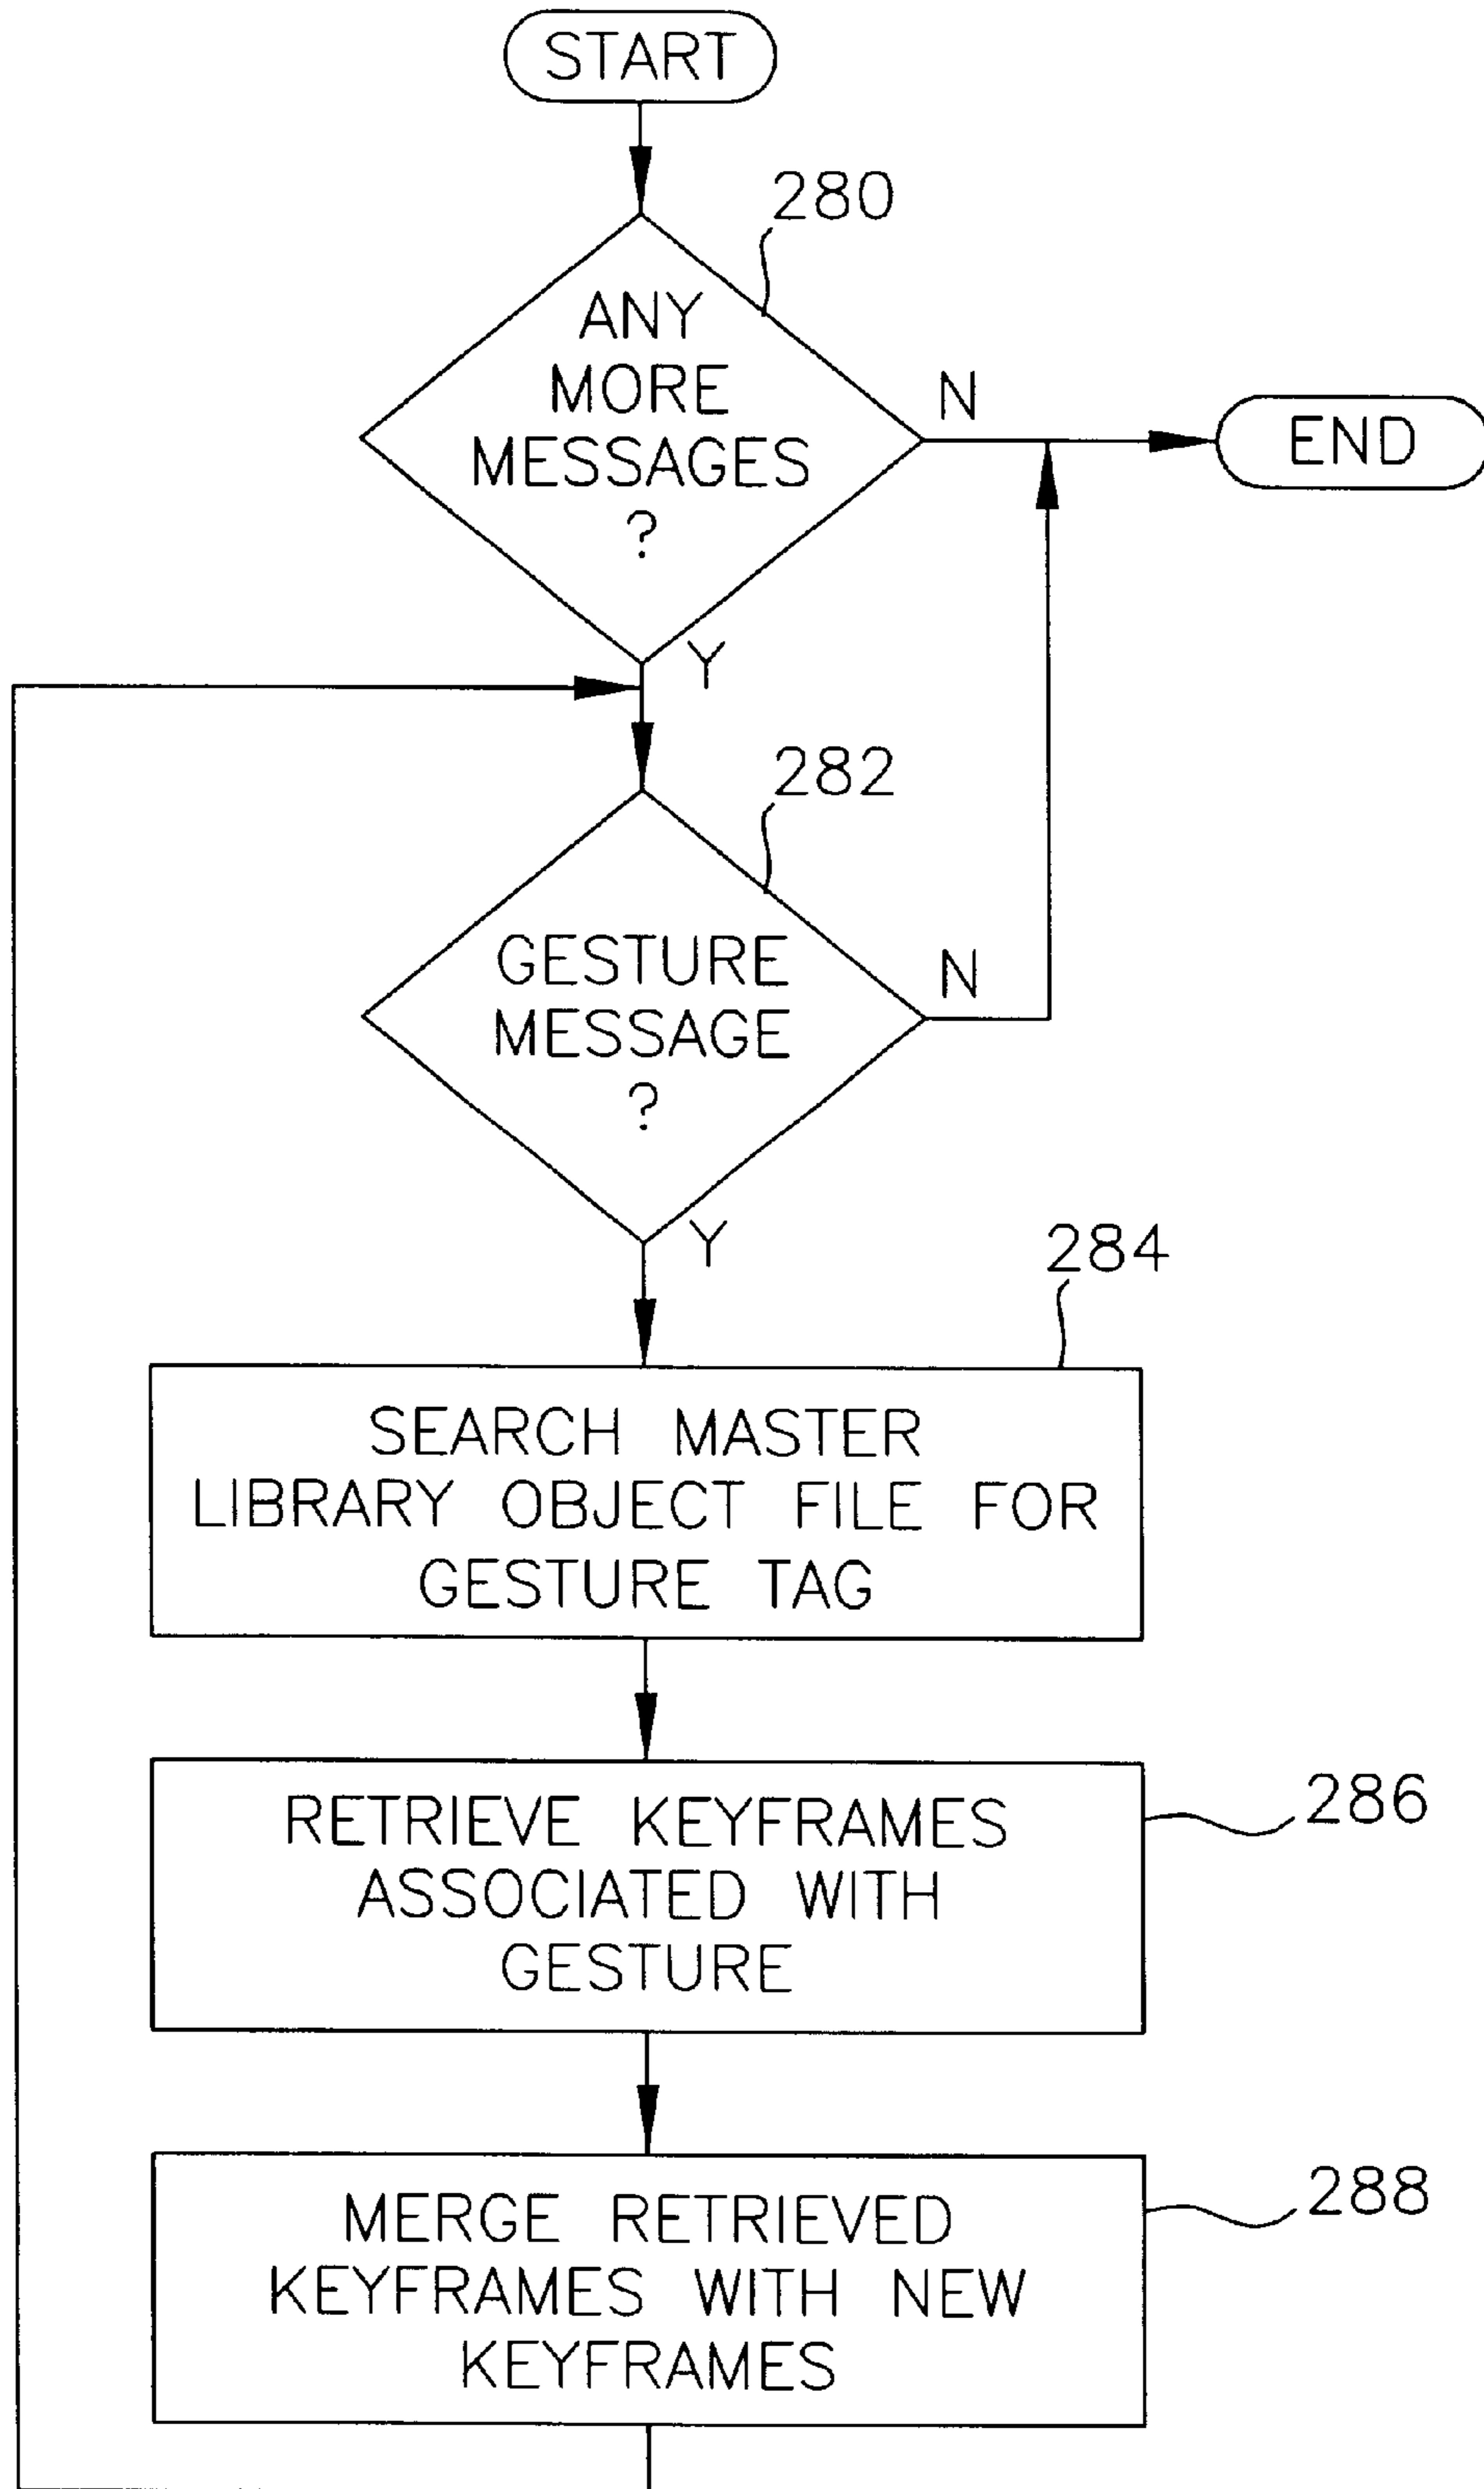 START
280
ANY
MORE
MESSAGES
?
N
END
Y
282
GESTURE
MESSAGE
?
N
Y
284
SEARCH MASTER
LIBRARY OBJECT FILE FOR
GESTURE TAG
RETRIEVE KEYFRAMES
ASSOCIATED WITH
GESTURE
286
MERGE RETRIEVED
KEYFRAMES WITH NEW
KEYFRAMES
288